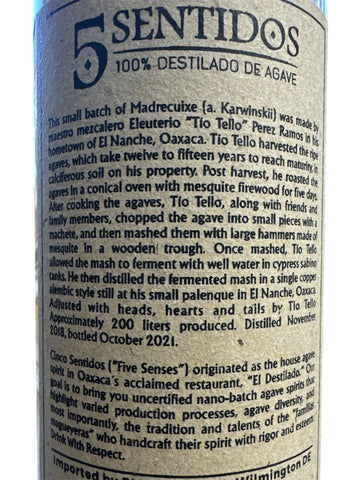 5 SENTIDOS
100% DESTILADO DE AGAVE
This small batch of Madrecuixe (a. Karwinskii) was made by
maestro mezcalero Eleuterio "Tío Tello" Perez Ramos in his
hometown of El Nanche, Oaxaca. Tío Tello harvested the ripe
agaves, which take twelve to fifteen years to reach maturity, in
calciferous soil on his property. Post harvest, he roasted the
agaves in a conical oven with mesquite firewood for five days.
After cooking the agaves, Tío Tello, along with friends and
family members, chopped the agave into small pieces with a
machete, and then mashed them with large hammers made of
mesquite in a wooden trough. Once mashed, Tío Tello
allowed the mash to ferment with well water in cypress sabino
tanks. He then distilled the fermented mash in a single copper
alembic style still at his small palenque in El Nanche, Oaxaca.
Adjusted with heads, hearts and tails by Tío Tello
Approximately 200 liters produced. Distilled November
2018, bottled October 2021.
Cinco Sentidos ("Five Senses") originated as the house agave
spirit in Oaxaca's acclaimed restaurant, "El Destilado." Our
goal is to bring you uncertified nano-batch agave spirits that
highlight varied production processes, agave diversity, and
most importantly, the tradition and talents of the "familias
magueyeras" who handcraft their spirit with rigor and esteem.
Drink With Respect.
Imported by Wilmington DE